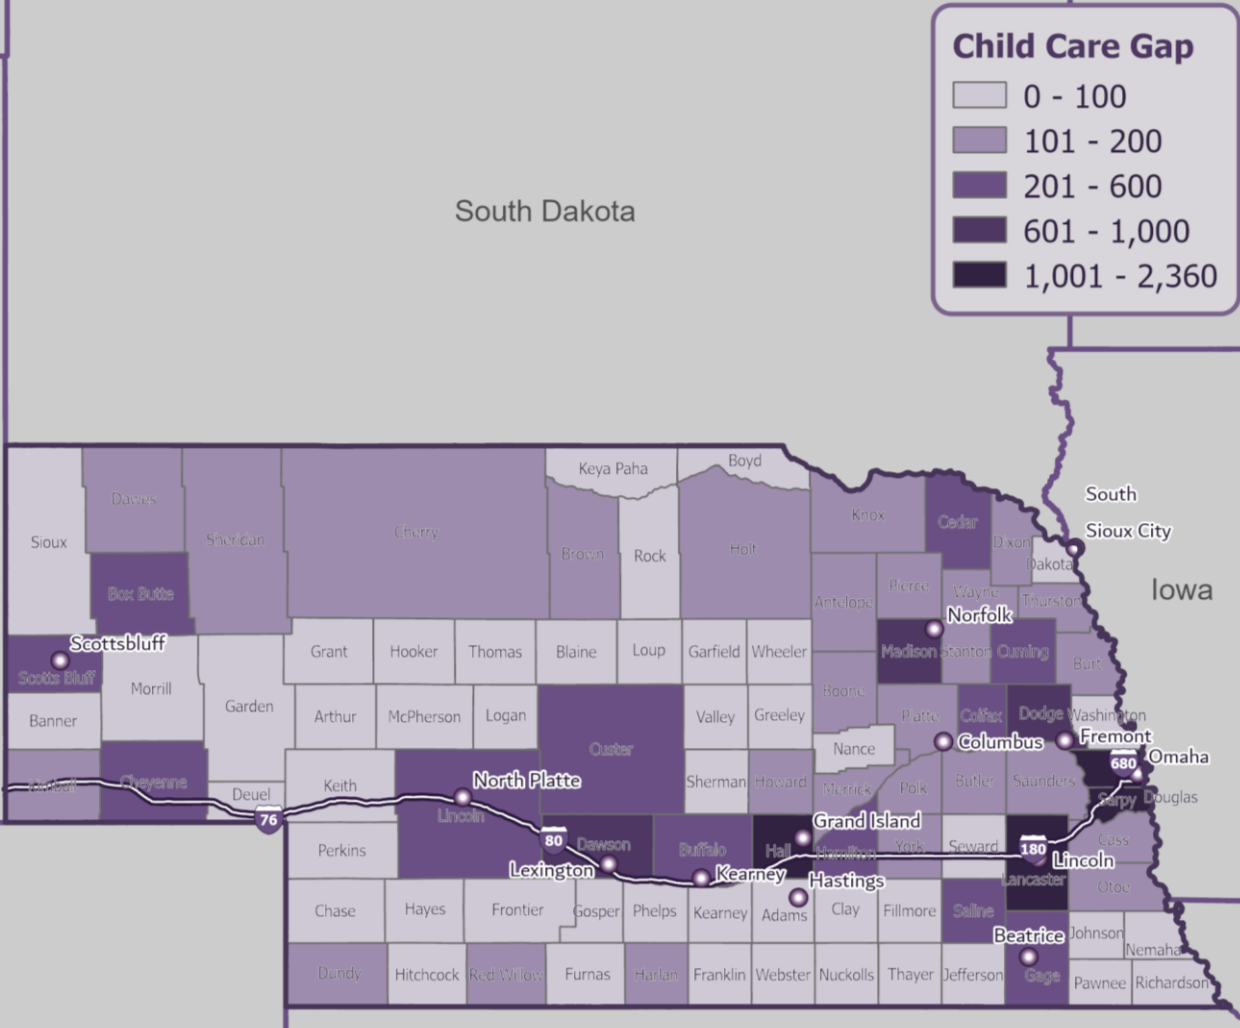 Child Care Gap
0 - 100
101 - 200
201 - 600
601 - 1,000
1,001 - 2,360
South Dakota
Iowa
South
Sioux City
Keya Paha
Boyd
Dawes
Sioux
Sheridan
Cherry
Brown
Rock
Holt
Knox
Cedar
Dixon
Dakota
Box Butte
Antelope
Pierce
Wayne
Thurston
Norfolk
Scottsbluff
Scotts Bluff
Morrill
Garden
Grant
Hooker
Thomas
Blaine
Loup
Garfield
Wheeler
Madison
Stanton
Cuming
Burt
Banner
Arthur
McPherson
Logan
Custer
Valley
Greeley
Boone
Platte
Colfax
Dodge
Washington
Nance
Columbus
Fremont
Omaha
680
Kimball
Cheyenne
Deuel
Keith
North Platte
Lincoln
Sherman
Howard
Merrick
Polk
Butler
Saunders
Sarpy
Douglas
76
80
180
Perkins
Dawson
Lexington
Buffalo
Kearney
Hall
Grand Island
Hamilton
York
Seward
Lincoln
Lancaster
Cass
Otoe
Hastings
Chase
Hayes
Frontier
Gosper
Phelps
Kearney
Adams
Clay
Fillmore
Saline
Beatrice
Gage
Johnson
Nemaha
Dundy
Hitchcock
Red Willow
Furnas
Harlan
Franklin
Webster
Nuckolls
Thayer
Jefferson
Pawnee
Richardson